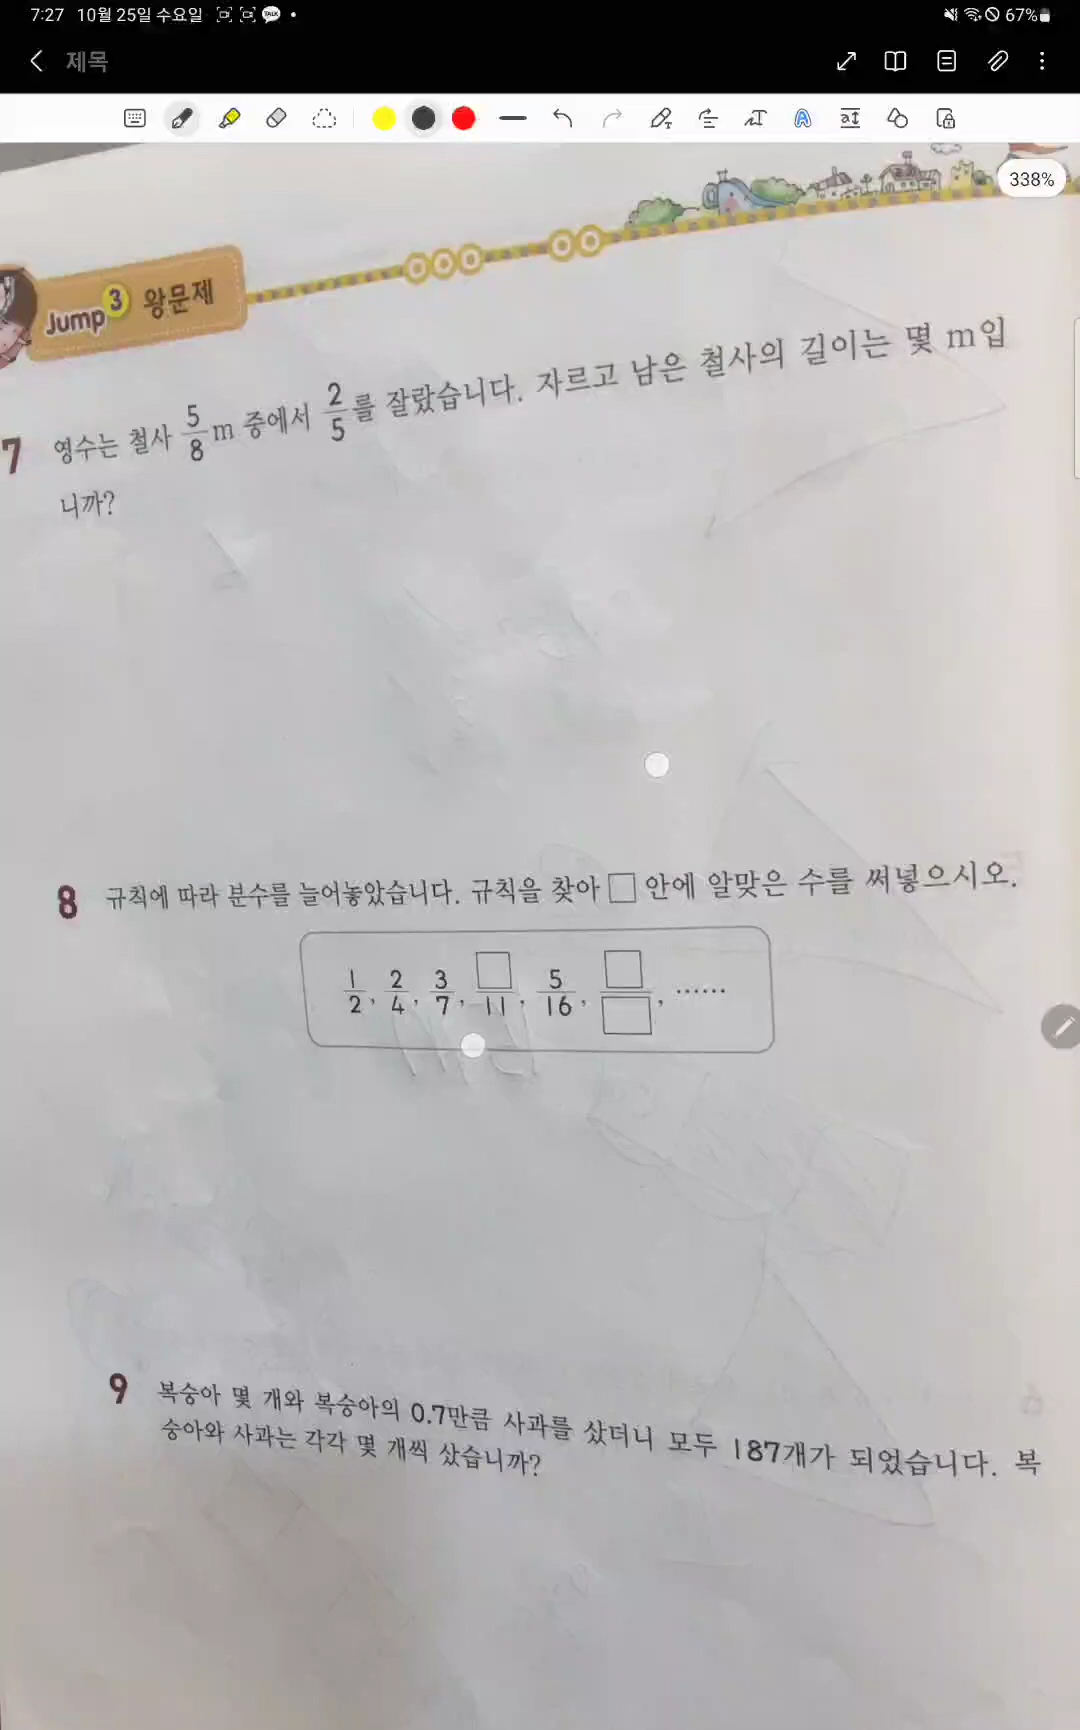 7:27 10월 25일 수요일 TALK 67%
제목
338%
Jump 3 왕문제
7 영수는 철사 5/8 m 중에서 2/5를 잘랐습니다. 자르고 남은 철사의 길이는 몇 m입
니까?
8 규칙에 따라 분수를 늘어놓았습니다. 규칙을 찾아 □ 안에 알맞은 수를 써넣으시오.
1/2, 2/4, 3/7, □/11, 5/16, □/□, ……
9 복숭아 몇 개와 복숭아의 0.7만큼 사과를 샀더니 모두 187개가 되었습니다. 복
숭아와 사과는 각각 몇 개씩 샀습니까?